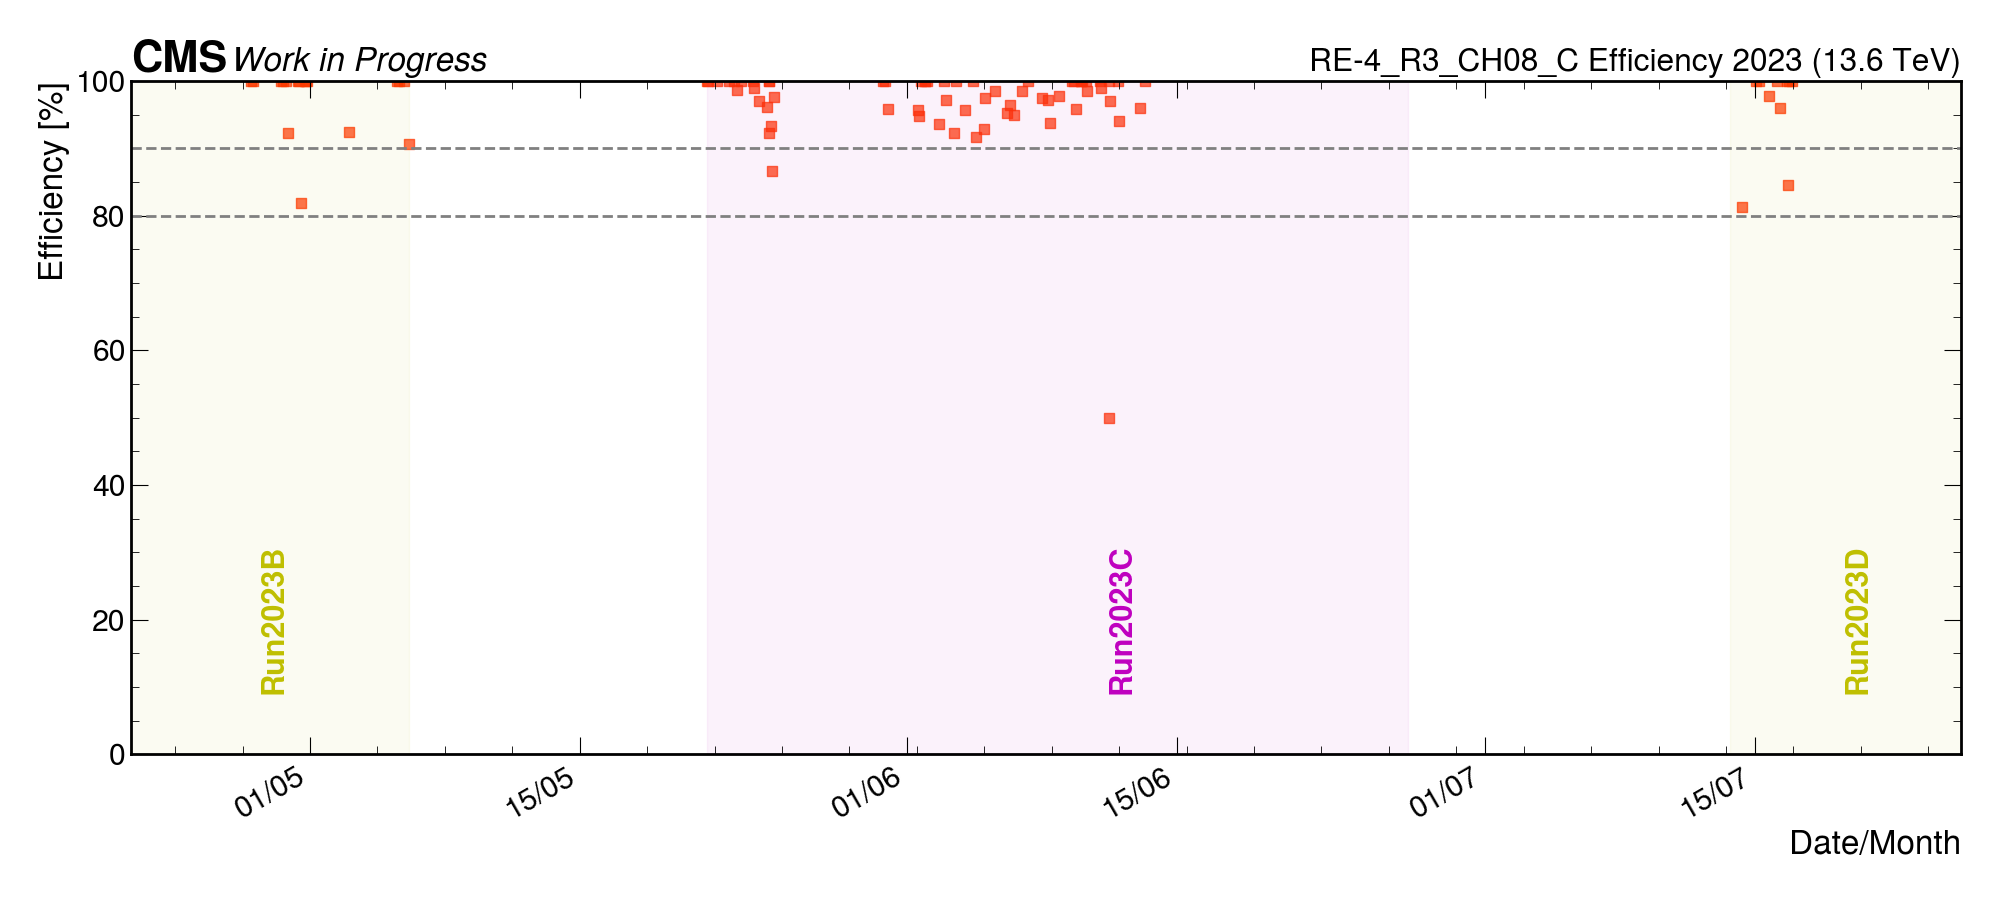 CMS Work in Progress
RE-4_R3_CH08_C Efficiency 2023 (13.6 TeV)
Efficiency [%]
100
80
60
40
20
0
Run2023B
Run2023C
Run2023D
01/05
15/05
01/06
15/06
01/07
15/07
Date/Month